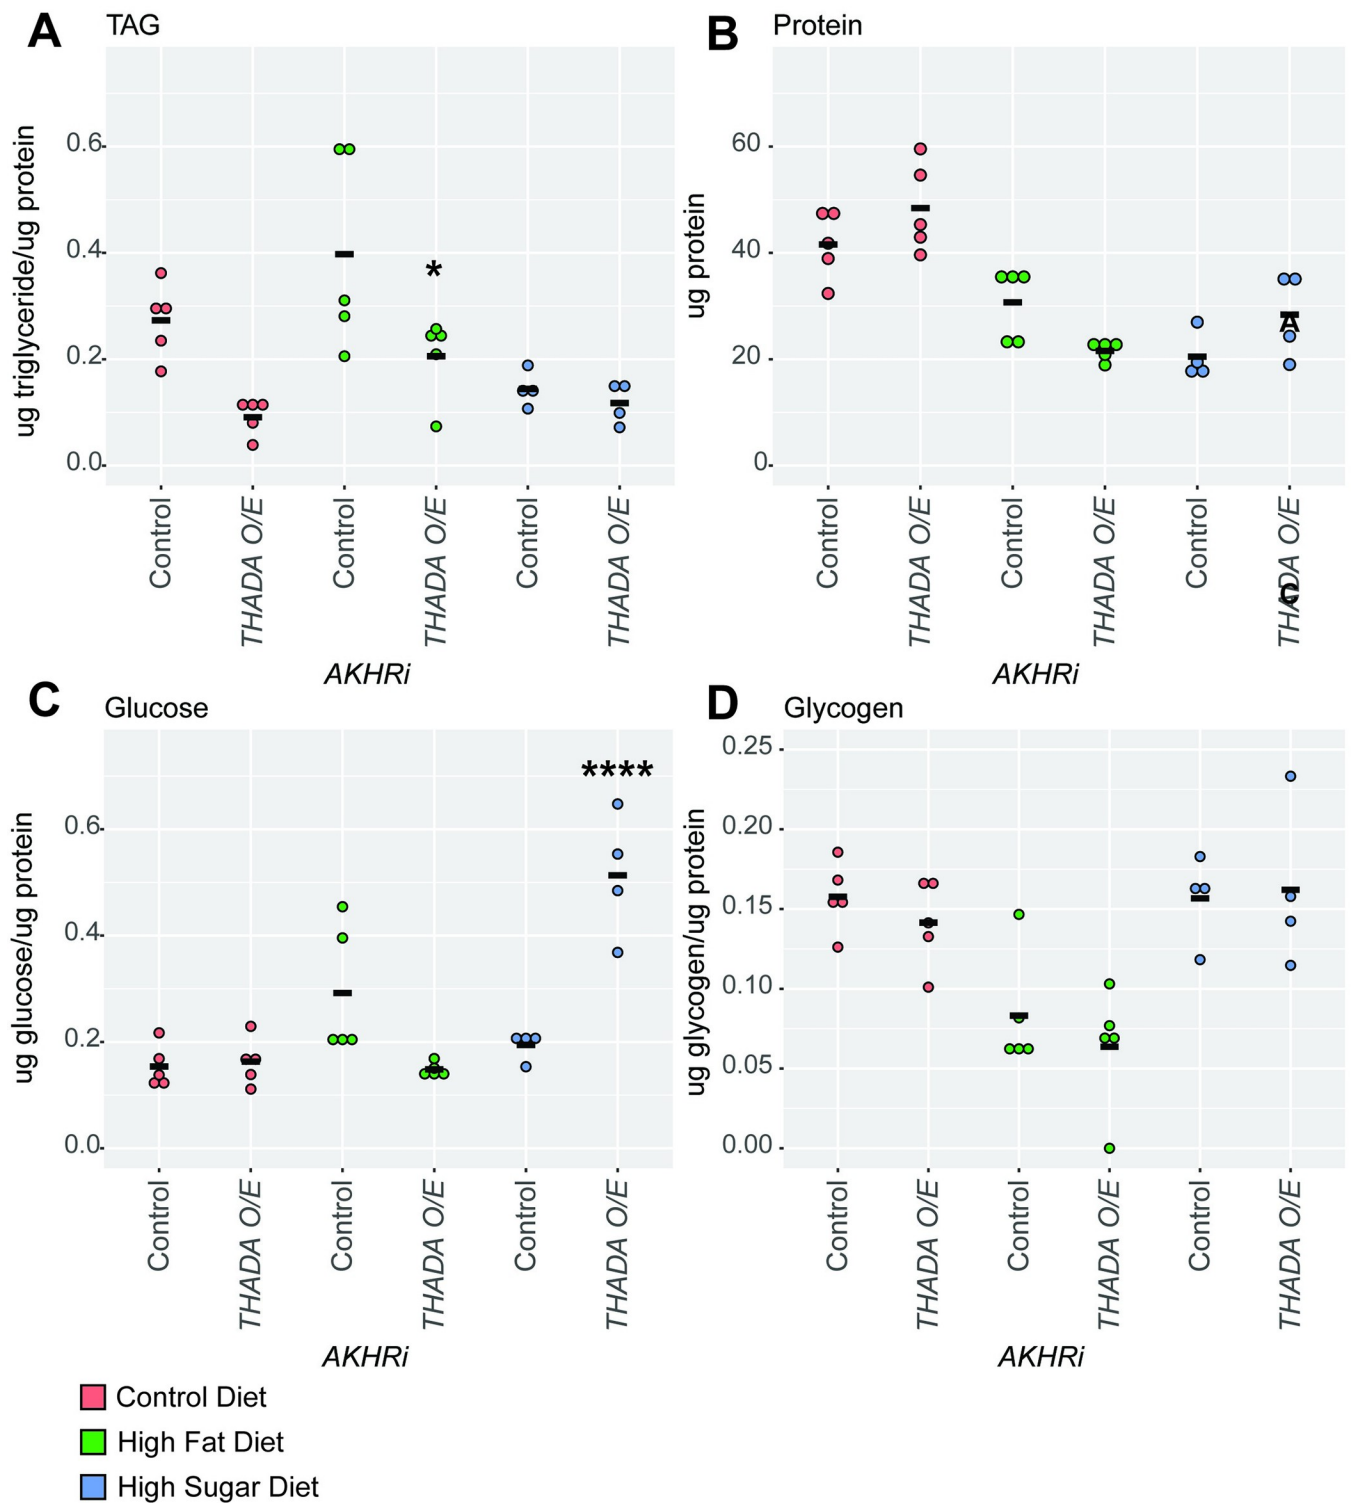 A TAG
ug triglyceride/ug protein
0.6
0.4
0.2
0.0
*
Control
THADA O/E
Control
THADA O/E
Control
THADA O/E
AKHRi
B Protein
ug protein
60
40
20
0
A
Control
THADA O/E
Control
THADA O/E
Control
THADA O/E
C
AKHRi
C Glucose
ug glucose/ug protein
0.6
0.4
0.2
0.0
****
Control
THADA O/E
Control
THADA O/E
Control
THADA O/E
AKHRi
D Glycogen
ug glycogen/ug protein
0.25
0.20
0.15
0.10
0.05
0.00
Control
THADA O/E
Control
THADA O/E
Control
THADA O/E
AKHRi
Control Diet
High Fat Diet
High Sugar Diet